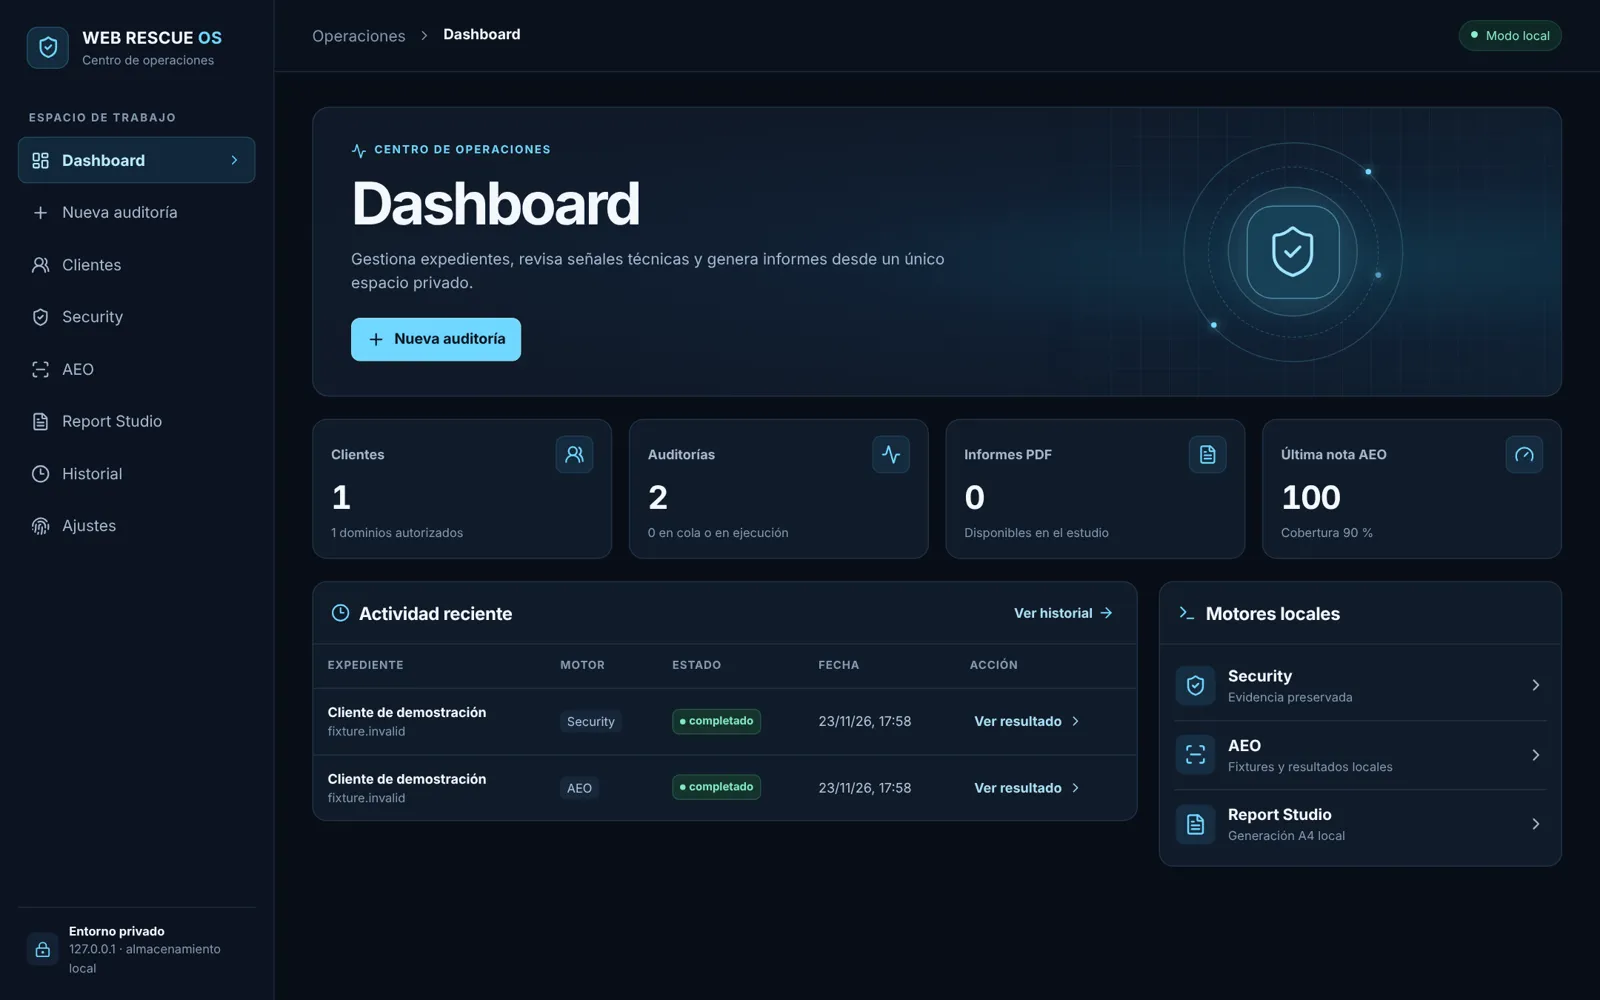 WEB RESCUE OS
Centro de operaciones
ESPACIO DE TRABAJO
Dashboard
Nueva auditoría
Clientes
Security
AEO
Report Studio
Historial
Ajustes
Entorno privado
127.0.0.1 · almacenamiento
local
Operaciones > Dashboard
Modo local
CENTRO DE OPERACIONES
Dashboard
Gestiona expedientes, revisa señales técnicas y genera informes desde un único
espacio privado.
Nueva auditoría
Clientes
1
1 dominios autorizados
Auditorías
2
0 en cola o en ejecución
Informes PDF
0
Disponibles en el estudio
Última nota AEO
100
Cobertura 90 %
Actividad reciente
Ver historial →
EXPEDIENTE MOTOR ESTADO FECHA ACCIÓN
Cliente de demostración
fixture.invalid
Security
completado
23/11/26, 17:58
Ver resultado
Cliente de demostración
fixture.invalid
AEO
completado
23/11/26, 17:58
Ver resultado
Motores locales
Security
Evidencia preservada
AEO
Fixtures y resultados locales
Report Studio
Generación A4 local